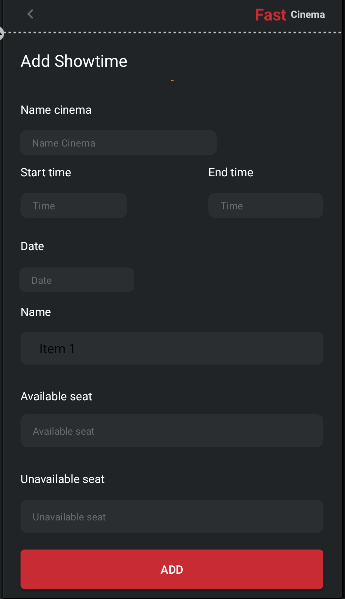 Fast Cinema
Add Showtime
-
Name cinema
Name Cinema
Start time End time
Time Time
Date
Date
Name
Item 1
Available seat
Available seat
Unavailable seat
Unavailable seat
ADD